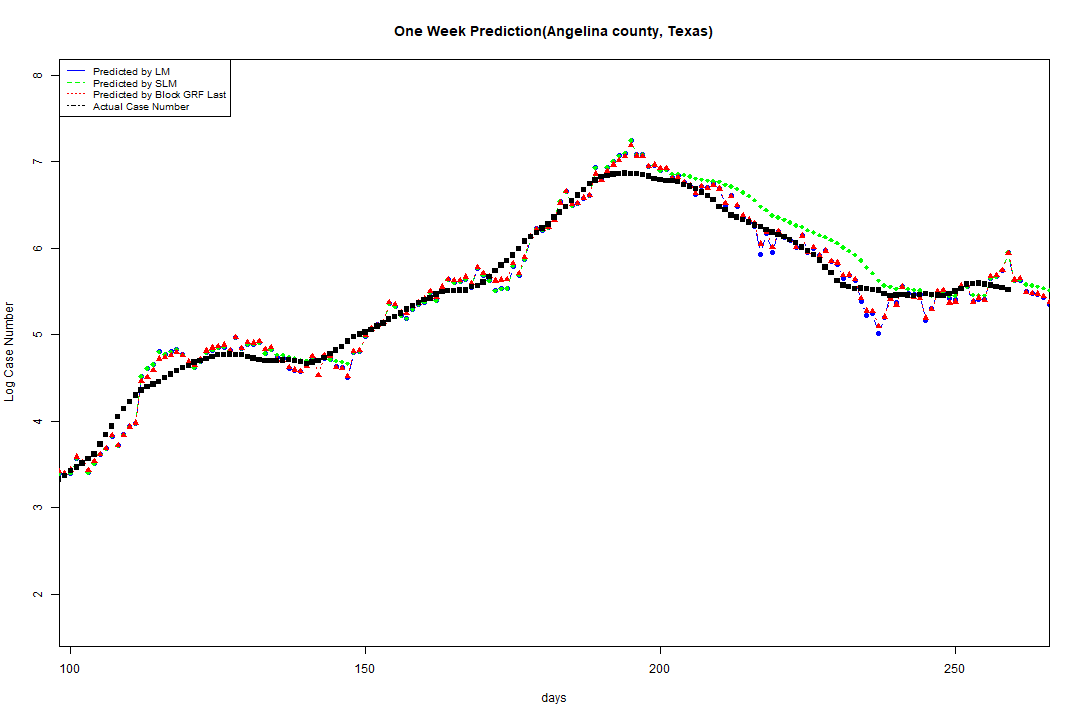 One Week Prediction(Angelina county, Texas)
Predicted by LM
Predicted by SLM
Predicted by Block GRF Last
Actual Case Number
8
7
6
5
4
3
2
Log Case Number
100 150 200 250
days